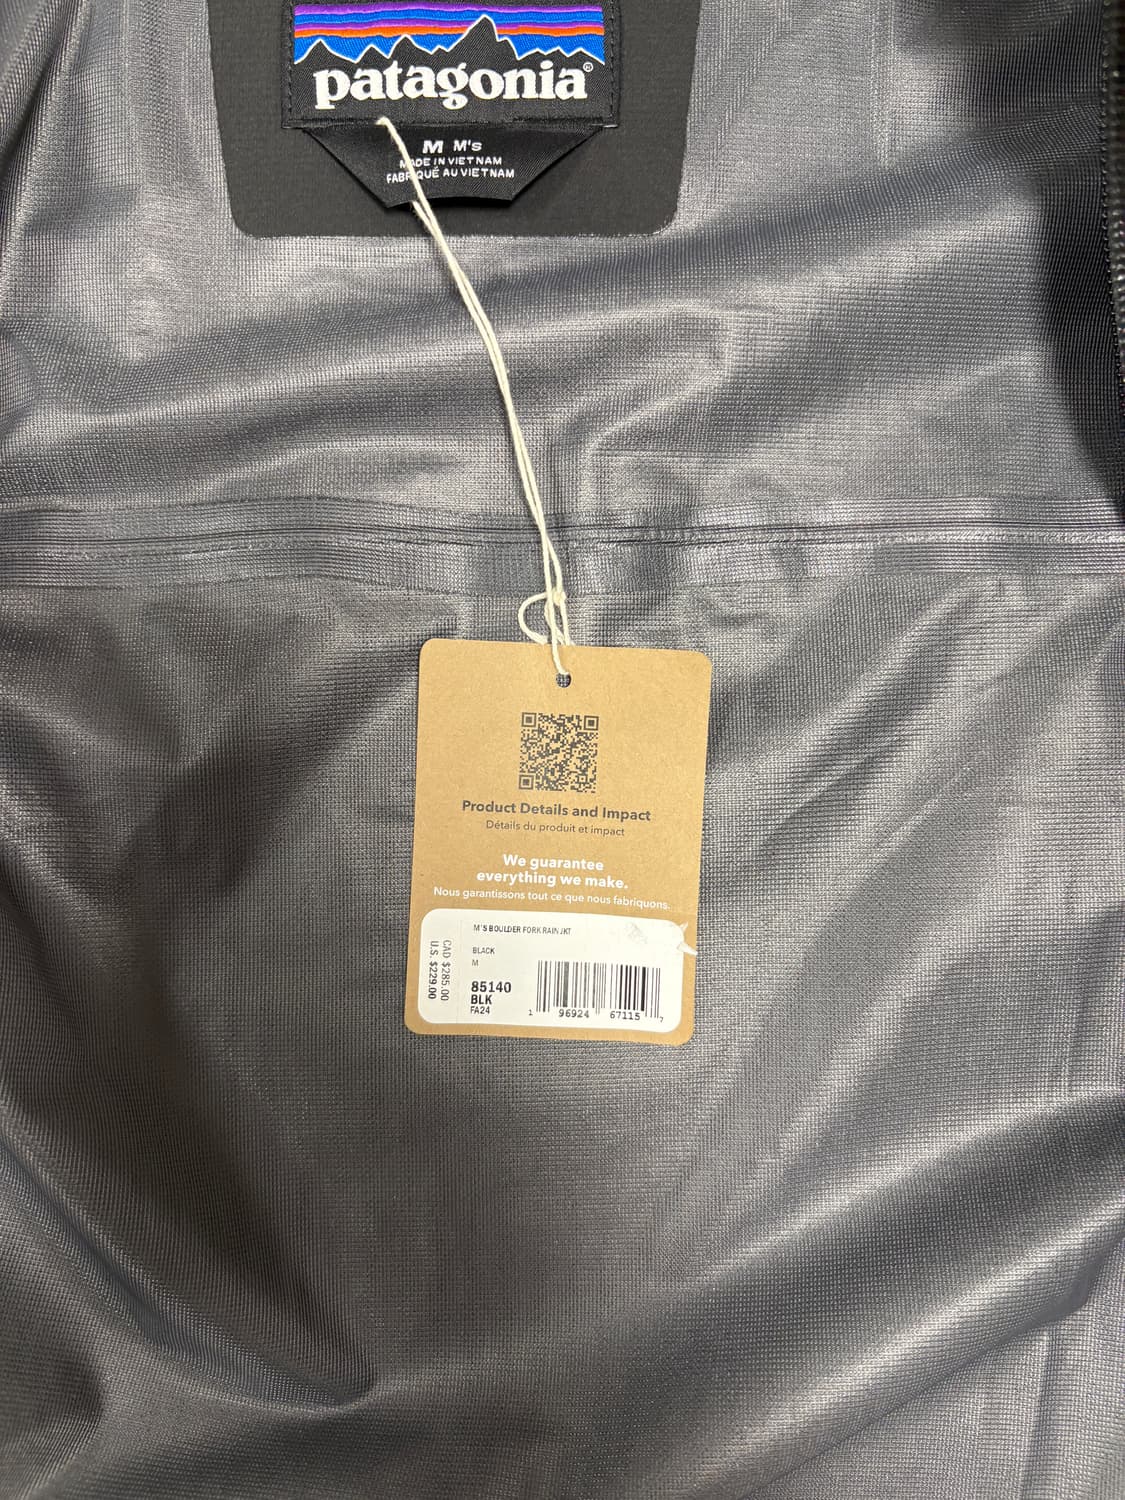 patagonia®
M M's
MADE IN VIETNAM
FABRIQUÉ AU VIETNAM
Product Details and Impact
Détails du produit et impact
We guarantee
everything we make.
Nous garantissons tout ce que nous fabriquons.
M'S BOULDER FORK RAIN JKT
BLACK
M
85140
BLK
FA24
CAD $285.00
U.S. $229.00
1 96924 67115 7